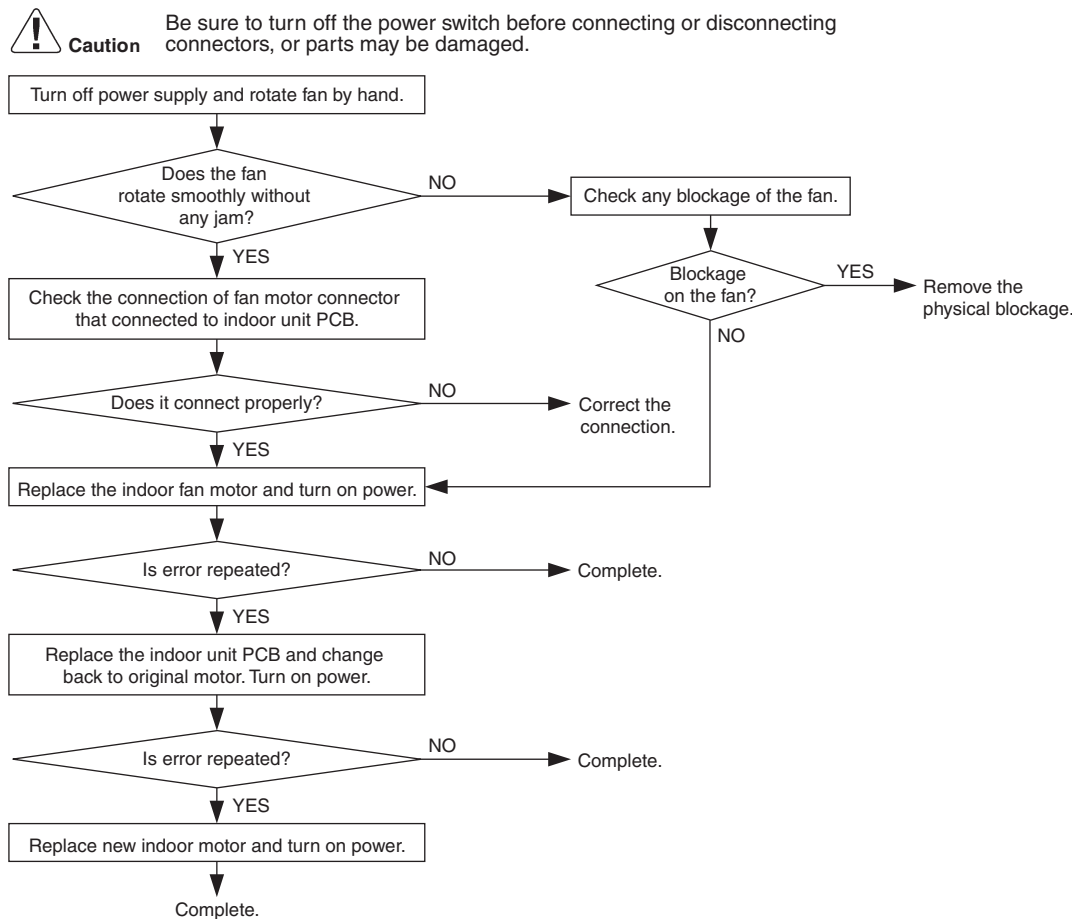 Caution
Be sure to turn off the power switch before connecting or disconnecting
connectors, or parts may be damaged.
Turn off power supply and rotate fan by hand.
Does the fan
rotate smoothly without
any jam?
NO
Check any blockage of the fan.
YES
Blockage
on the fan?
YES
Remove the
physical blockage.
NO
Check the connection of fan motor connector
that connected to indoor unit PCB.
Does it connect properly?
NO
Correct the
connection.
YES
Replace the indoor fan motor and turn on power.
Is error repeated?
NO
Complete.
YES
Replace the indoor unit PCB and change
back to original motor. Turn on power.
Is error repeated?
NO
Complete.
YES
Replace new indoor motor and turn on power.
Complete.